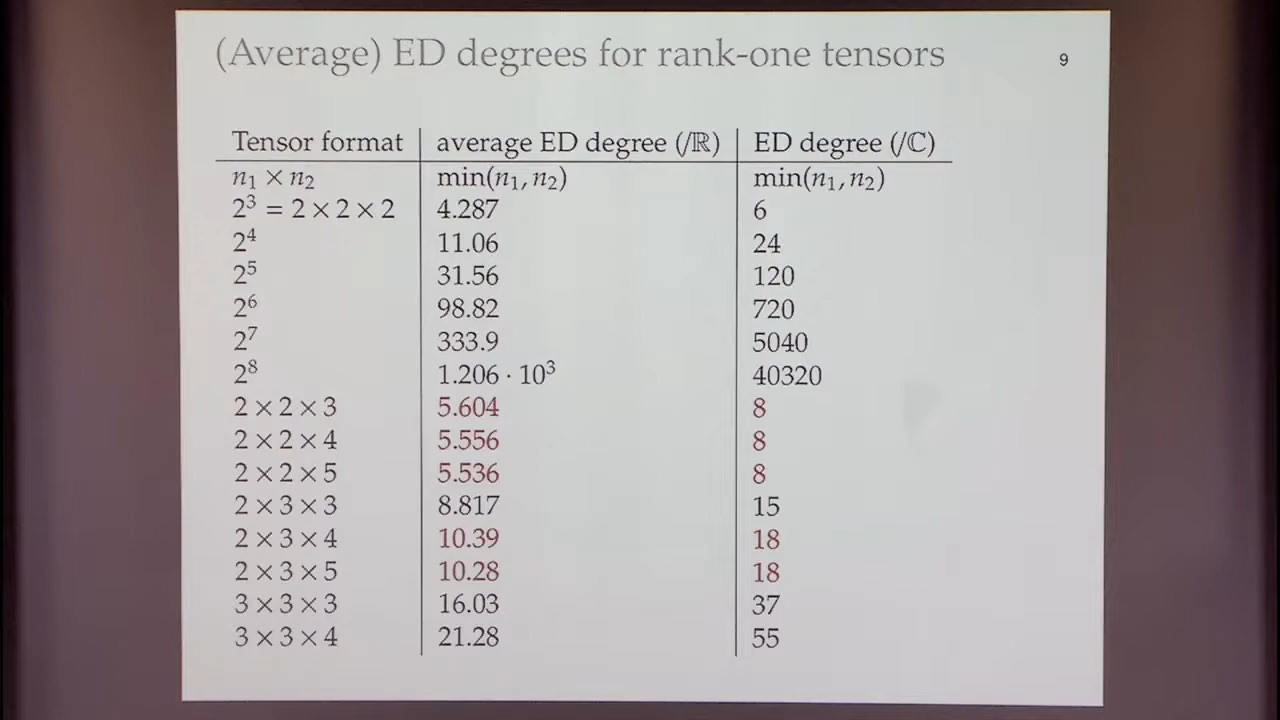 (Average) ED degrees for rank-one tensors 9
Tensor format average ED degree (/ℝ) ED degree (/ℂ)
n₁ × n₂ min(n₁, n₂) min(n₁, n₂)
2³ = 2 × 2 × 2 4.287 6
2⁴ 11.06 24
2⁵ 31.56 120
2⁶ 98.82 720
2⁷ 333.9 5040
2⁸ 1.206 · 10³ 40320
2 × 2 × 3 5.604 8
2 × 2 × 4 5.556 8
2 × 2 × 5 5.536 8
2 × 3 × 3 8.817 15
2 × 3 × 4 10.39 18
2 × 3 × 5 10.28 18
3 × 3 × 3 16.03 37
3 × 3 × 4 21.28 55